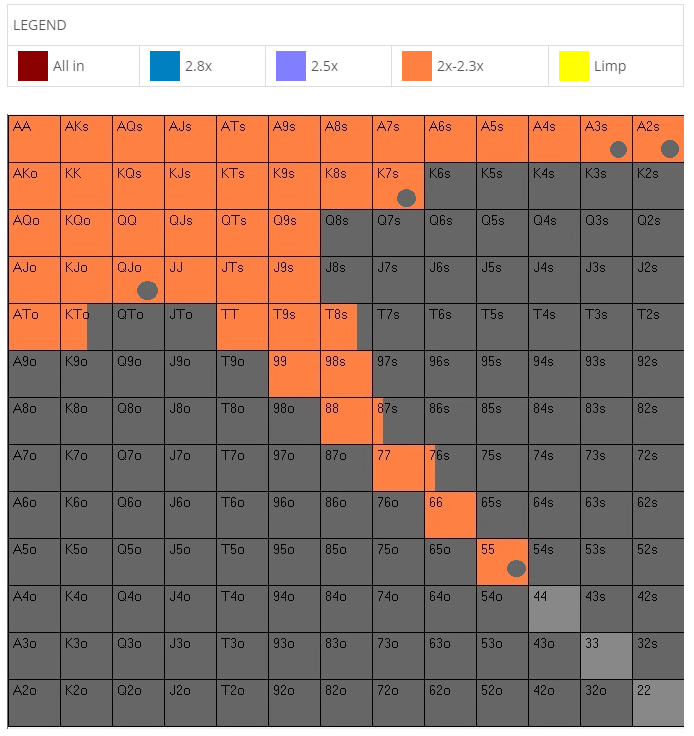 LEGEND
All in 2.8x 2.5x 2x-2.3x Limp
AA AKs AQs AJs ATs A9s A8s A7s A6s A5s A4s A3s A2s
AKo KK KQs KJs KTs K9s K8s K7s K6s K5s K4s K3s K2s
AQo KQo QQ QJs QTs Q9s Q8s Q7s Q6s Q5s Q4s Q3s Q2s
AJo KJo QJo JJ JTs J9s J8s J7s J6s J5s J4s J3s J2s
ATo KTo QTo JTo TT T9s T8s T7s T6s T5s T4s T3s T2s
A9o K9o Q9o J9o T9o 99 98s 97s 96s 95s 94s 93s 92s
A8o K8o Q8o J8o T8o 98o 88 87s 86s 85s 84s 83s 82s
A7o K7o Q7o J7o T7o 97o 87o 77 76s 75s 74s 73s 72s
A6o K6o Q6o J6o T6o 96o 86o 76o 66 65s 64s 63s 62s
A5o K5o Q5o J5o T5o 95o 85o 75o 65o 55 54s 53s 52s
A4o K4o Q4o J4o T4o 94o 84o 74o 64o 54o 44 43s 42s
A3o K3o Q3o J3o T3o 93o 83o 73o 63o 53o 43o 33 32s
A2o K2o Q2o J2o T2o 92o 82o 72o 62o 52o 42o 32o 22